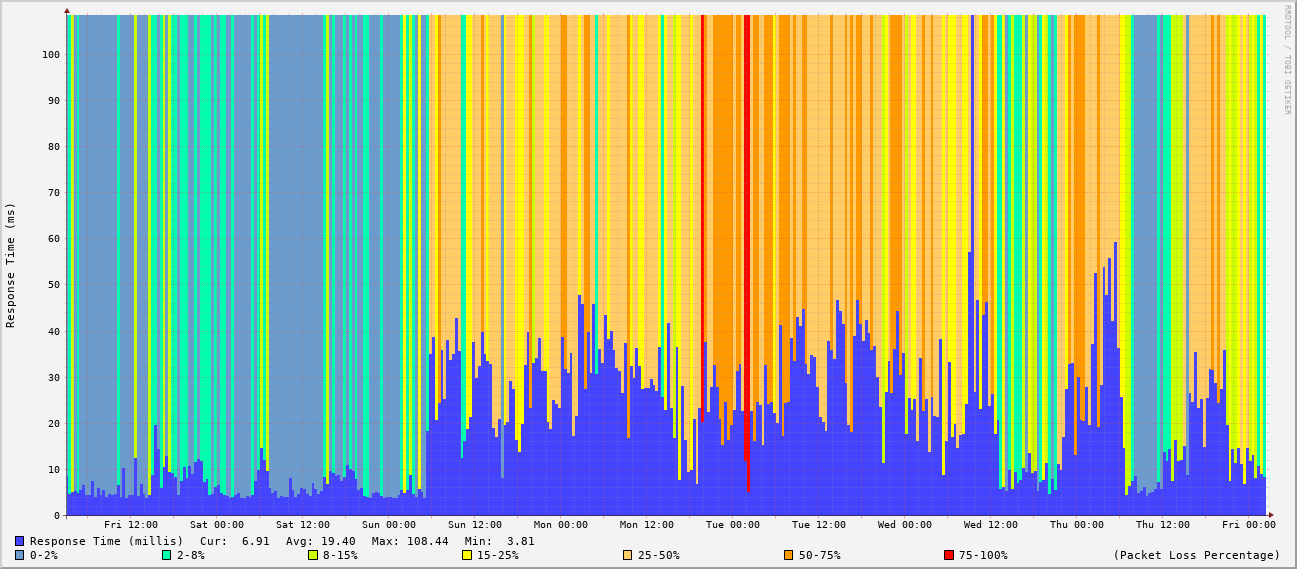 RRDTOOL / TOBI OETIKER
Response Time (ms)
100
90
80
70
60
50
40
30
20
10
0
Fri 12:00 Sat 00:00 Sat 12:00 Sun 00:00 Sun 12:00 Mon 00:00 Mon 12:00 Tue 00:00 Tue 12:00 Wed 00:00 Wed 12:00 Thu 00:00 Thu 12:00 Fri 00:00
Response Time (millis) Cur: 6.91 Avg: 19.40 Max: 108.44 Min: 3.81
0-2% 2-8% 8-15% 15-25% 25-50% 50-75% 75-100% (Packet Loss Percentage)